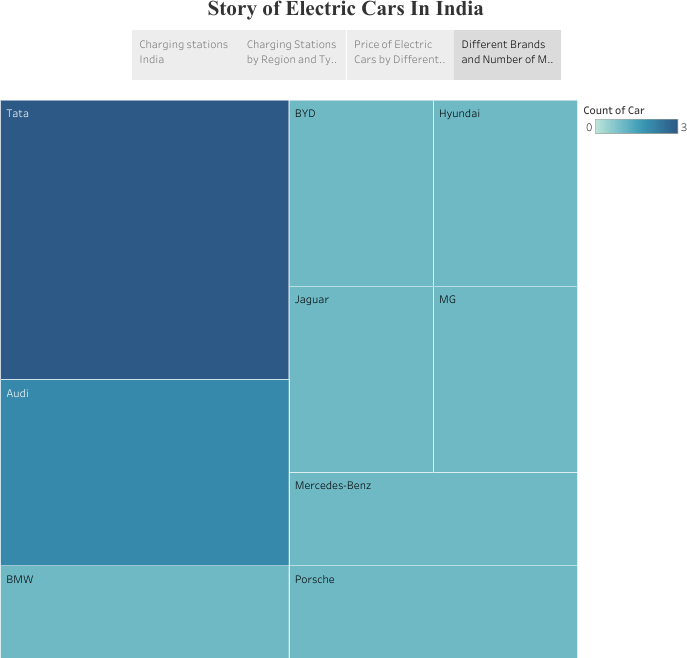 Story of Electric Cars In India
Charging stations
India
Charging Stations
by Region and Ty..
Price of Electric
Cars by Different..
Different Brands
and Number of M..
Tata
BYD
Hyundai
Count of Car
0
3
Jaguar
MG
Audi
Mercedes-Benz
BMW
Porsche